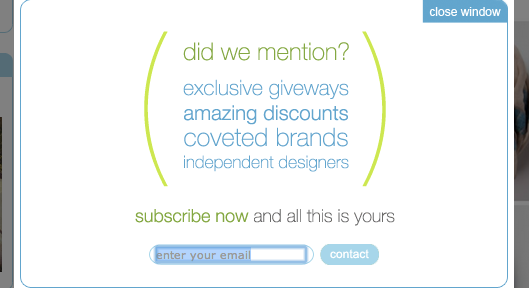 close window
did we mention?
exclusive giveways
amazing discounts
coveted brands
independent designers
subscribe now and all this is yours
enter your email
contact